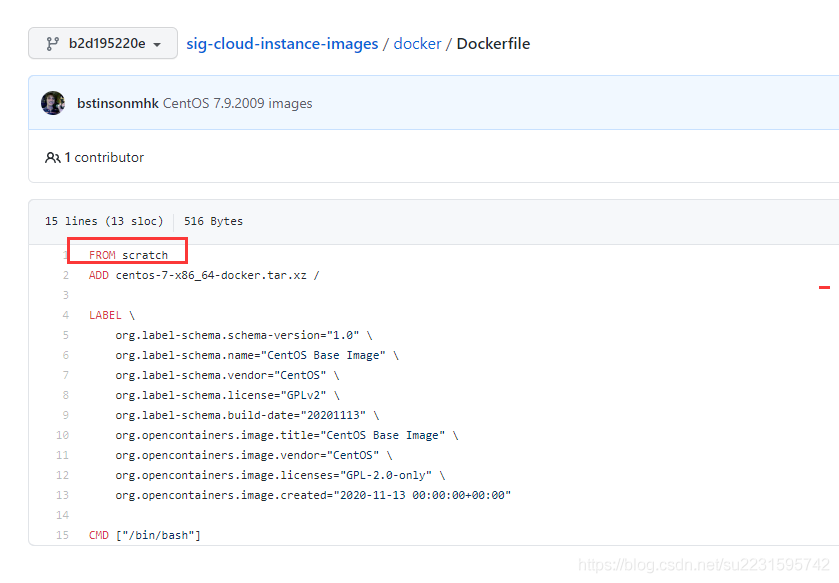 b2d195220e sig-cloud-instance-images / docker / Dockerfile
bstinsonmhk CentOS 7.9.2009 images
1 contributor
15 lines (13 sloc) 516 Bytes
1 FROM scratch
2 ADD centos-7-x86_64-docker.tar.xz /
3
4 LABEL \
5 org.label-schema.schema-version="1.0" \
6 org.label-schema.name="CentOS Base Image" \
7 org.label-schema.vendor="CentOS" \
8 org.label-schema.license="GPLv2" \
9 org.label-schema.build-date="20201113" \
10 org.opencontainers.image.title="CentOS Base Image" \
11 org.opencontainers.image.vendor="CentOS" \
12 org.opencontainers.image.licenses="GPL-2.0-only" \
13 org.opencontainers.image.created="2020-11-13 00:00:00+00:00"
14
15 CMD ["/bin/bash"]
https://blog.csdn.net/su2231595742